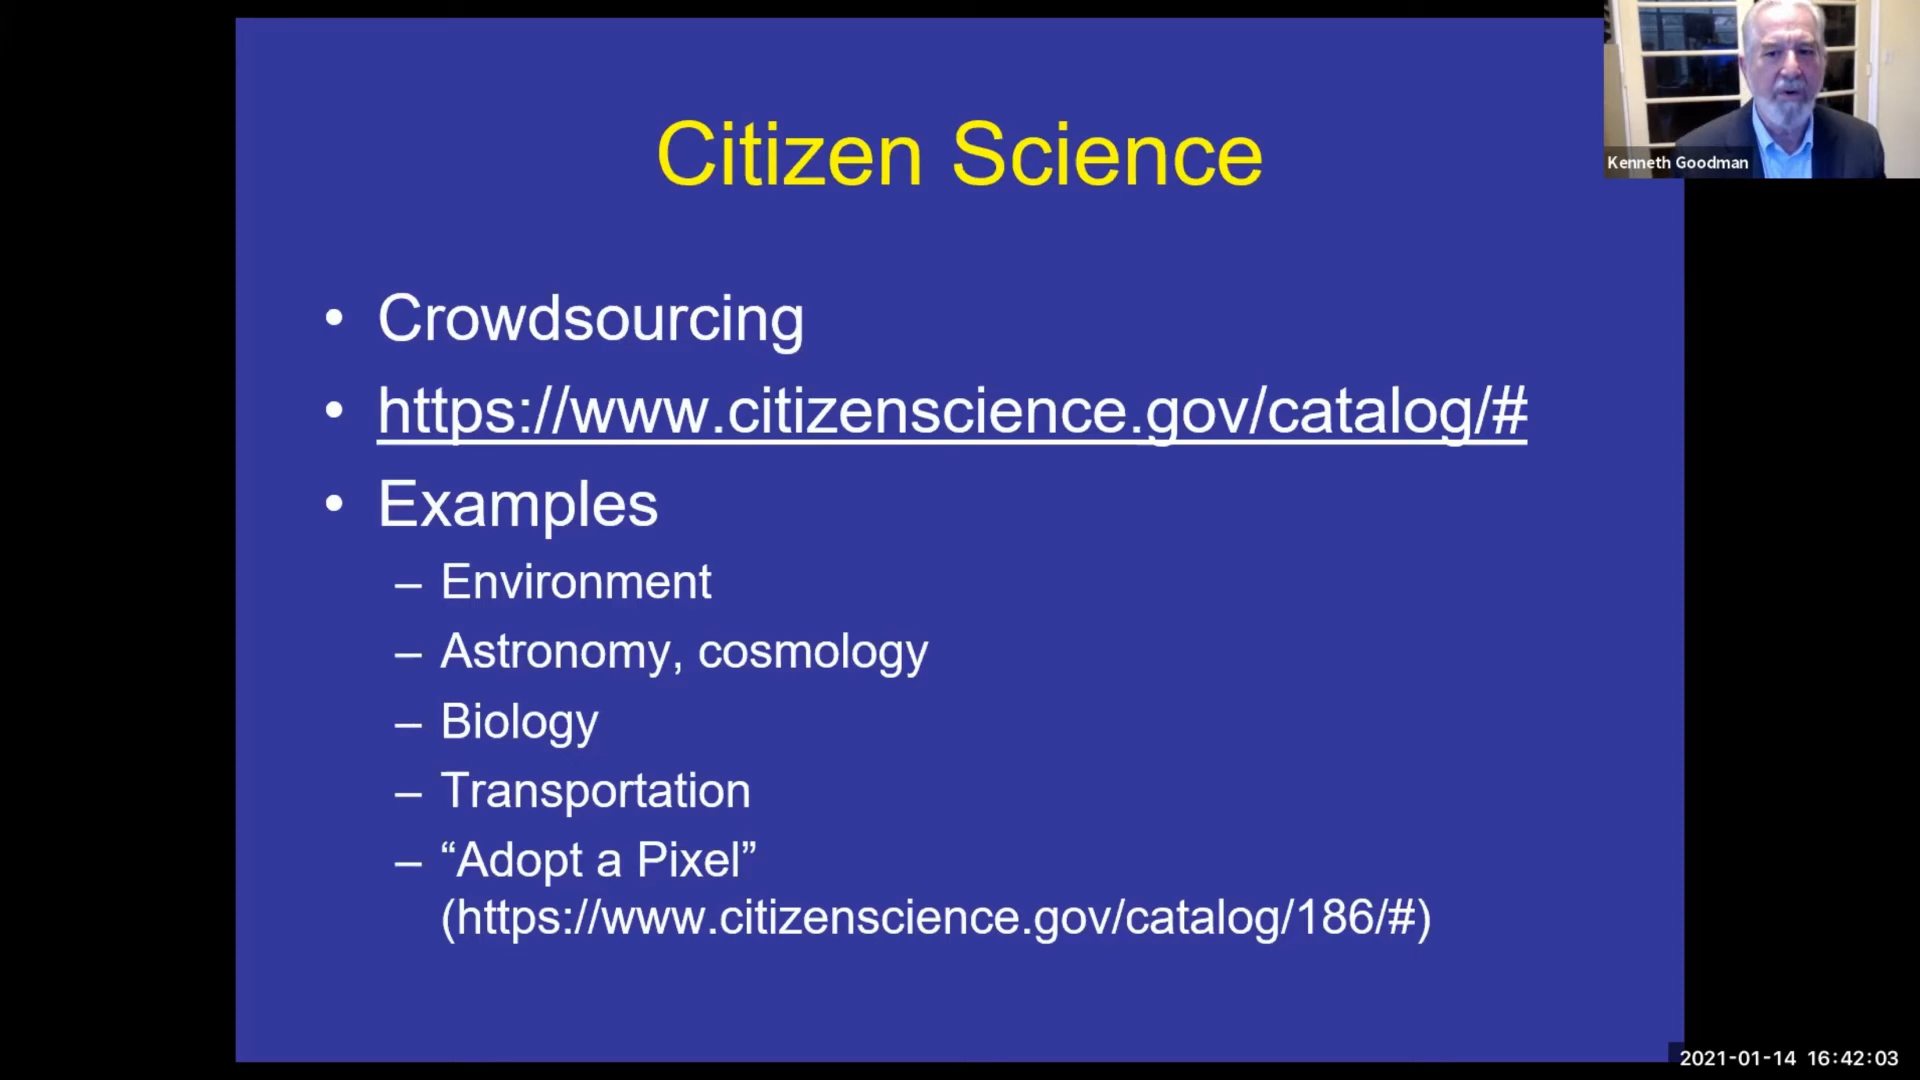 Citizen Science
• Crowdsourcing
• https://www.citizenscience.gov/catalog/#
• Examples
– Environment
– Astronomy, cosmology
– Biology
– Transportation
– “Adopt a Pixel”
(https://www.citizenscience.gov/catalog/186/#)
Kenneth Goodman
2021-01-14 16:42:03